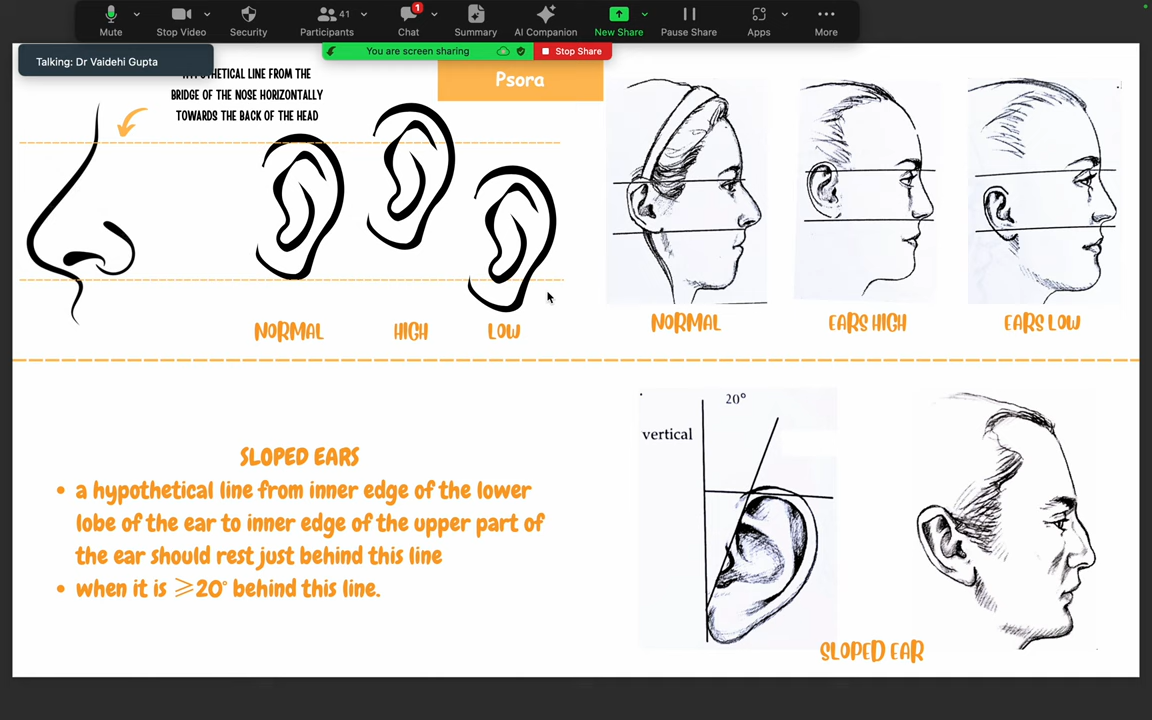 41
1
Mute
Stop Video
Security
Participants
Chat
Summary
AI Companion
New Share
Pause Share
Apps
More
You are screen sharing
Stop Share
Talking: Dr Vaidehi Gupta
HYPOTHETICAL LINE FROM THE
BRIDGE OF THE NOSE HORIZONTALLY
TOWARDS THE BACK OF THE HEAD
Psora
NORMAL
HIGH
LOW
NORMAL
EARS HIGH
EARS LOW
SLOPED EARS
• a hypothetical line from inner edge of the lower
lobe of the ear to inner edge of the upper part of
the ear should rest just behind this line
• when it is ⩾20° behind this line.
20°
vertical
SLOPED EAR